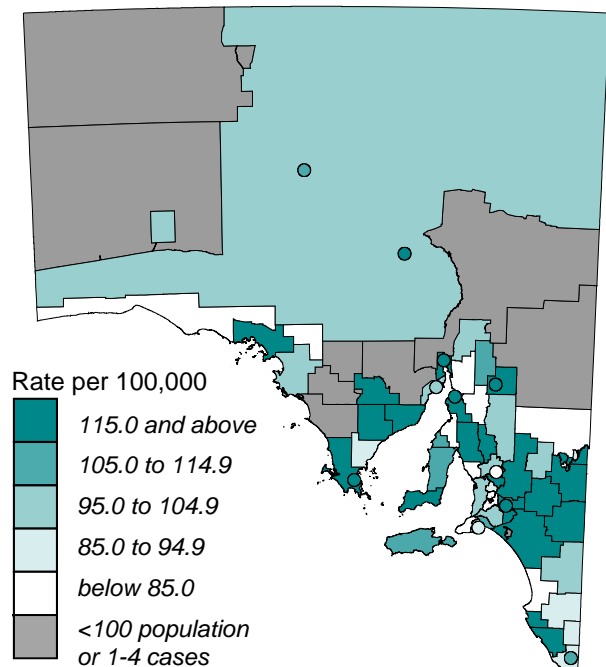 Rate per 100,000
115.0 and above
105.0 to 114.9
95.0 to 104.9
85.0 to 94.9
below 85.0
<100 population
or 1-4 cases